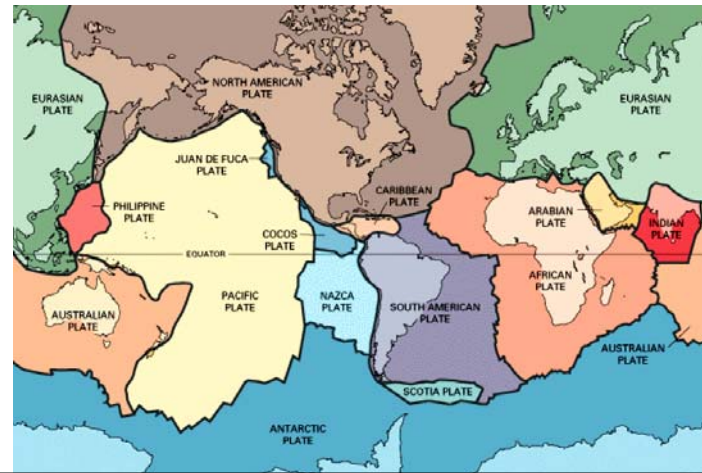 NORTH AMERICAN
PLATE
EURASIAN
PLATE
EURASIAN
PLATE
JUAN DE FUCA
PLATE
CARIBBEAN
PLATE
PHILIPPINE
PLATE
ARABIAN
PLATE
INDIAN
PLATE
COCOS
PLATE
EQUATOR
AFRICAN
PLATE
PACIFIC
PLATE
NAZCA
PLATE
SOUTH AMERICAN
PLATE
AUSTRALIAN
PLATE
AUSTRALIAN
PLATE
SCOTIA PLATE
ANTARCTIC
PLATE